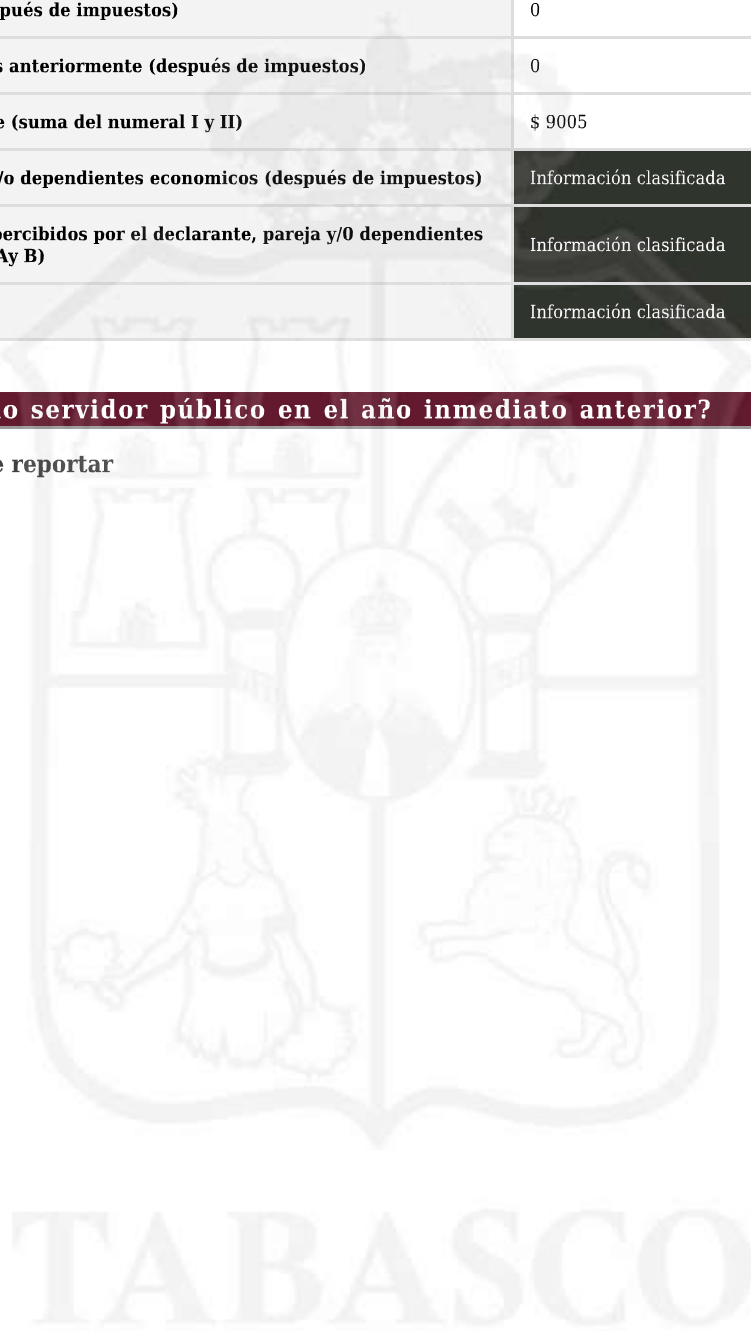 pués de impuestos)
0
s anteriormente (después de impuestos)
0
e (suma del numeral I y II)
$ 9005
/o dependientes economicos (después de impuestos)
Información clasificada
percibidos por el declarante, pareja y/0 dependientes
Ay B)
Información clasificada
Información clasificada
o servidor público en el año inmediato anterior?
e reportar
TABASCO